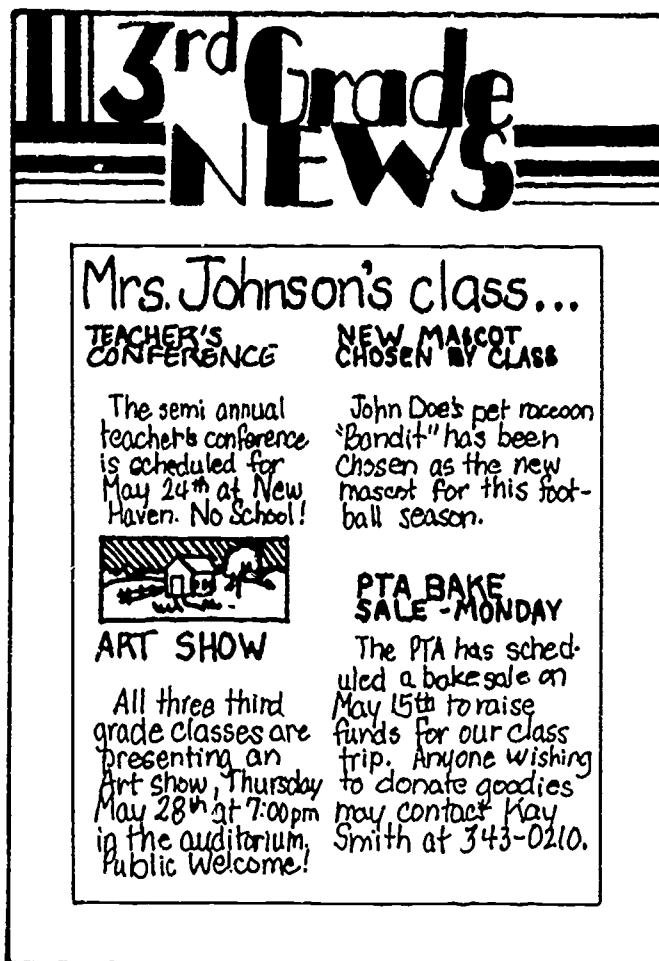 3rd Grade
NEWS
Mrs. Johnson's class...
TEACHER'S
CONFERENCE
The semi annual
teacher's conference
is scheduled for
May 24th at New
Haven. No School!
ART SHOW
All three third
grade classes are
presenting an
Art show, Thursday
May 28th at 7:00pm
in the auditorium.
Public Welcome!
NEW MASCOT
CHOSEN BY CLASS
John Doe's pet raccoon
"Bandit" has been
chosen as the new
mascot for this foot-
ball season.
PTA BAKE
SALE - MONDAY
The PTA has sched-
uled a bake sale on
May 15th to raise
funds for our class
trip. Anyone wishing
to donate goodies
may contact Kay
Smith at 343-0210.